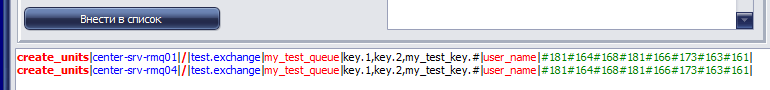 Внести в список
create_units|center-srv-rmq01|/|test.exchange|my_test_queue|key.1,key.2,my_test_key.#|user_name|#181#164#168#181#166#173#163#161|
create_units|center-srv-rmq04|/|test.exchange|my_test_queue|key.1,key.2,my_test_key.#|user_name|#181#164#168#181#166#173#163#161|